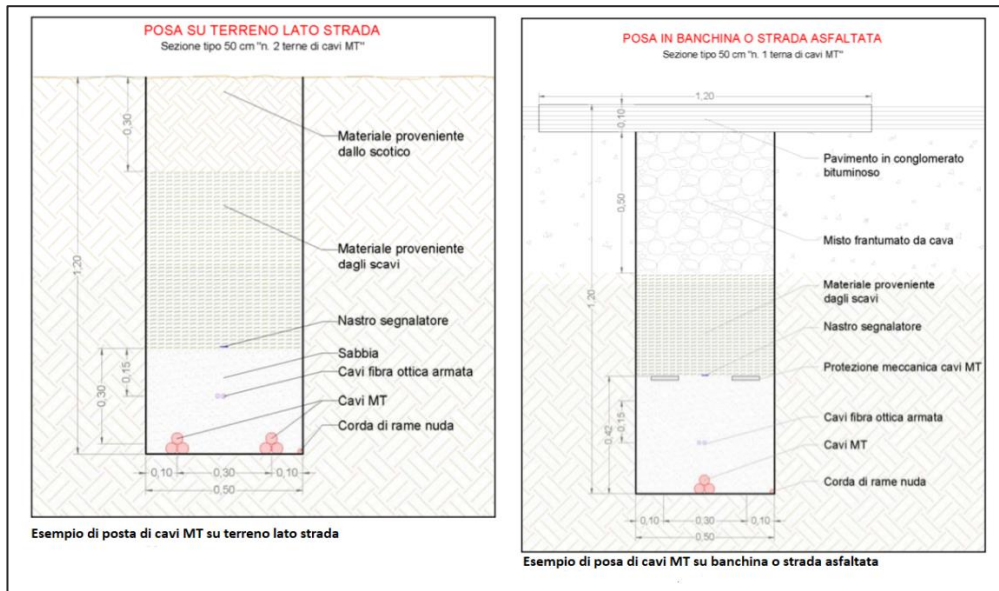 POSA SU TERRENO LATO STRADA
Sezione tipo 50 cm "n. 2 terne di cavi MT"
0,30
Materiale proveniente
dallo scotico
1,20
Materiale proveniente
dagli scavi
Nastro segnalatore
Sabbia
0,15
0,30
Cavi fibra ottica armata
Cavi MT
Corda di rame nuda
0,10
0,30
0,10
0,50
Esempio di posta di cavi MT su terreno lato strada
POSA IN BANCHINA O STRADA ASFALTATA
Sezione tipo 50 cm "n. 1 terna di cavi MT"
1,20
0,10
Pavimento in conglomerato
bituminoso
0,50
Misto frantumato da cava
1,20
Materiale proveniente
dagli scavi
Nastro segnalatore
Protezione meccanica cavi MT
0,15
0,42
Cavi fibra ottica armata
Cavi MT
Corda di rame nuda
0,10
0,30
0,10
0,50
Esempio di posa di cavi MT su banchina o strada asfaltata